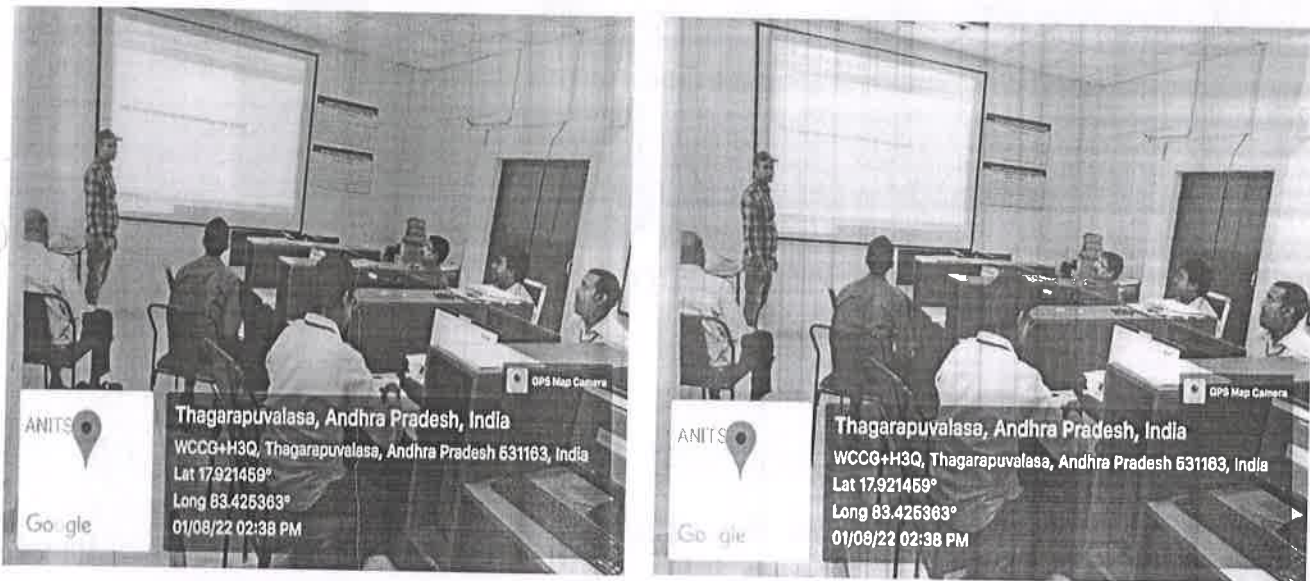 GPS Map Camera
ANITS
Google
Thagarapuvalasa, Andhra Pradesh, India
WCCG+H3Q, Thagarapuvalasa, Andhra Pradesh 531163, India
Lat 17.921459°
Long 83.425363°
01/08/22 02:38 PM
GPS Map Camera
ANITS
Google
Thagarapuvalasa, Andhra Pradesh, India
WCCG+H3Q, Thagarapuvalasa, Andhra Pradesh 531163, India
Lat 17.921459°
Long 83.425363°
01/08/22 02:38 PM